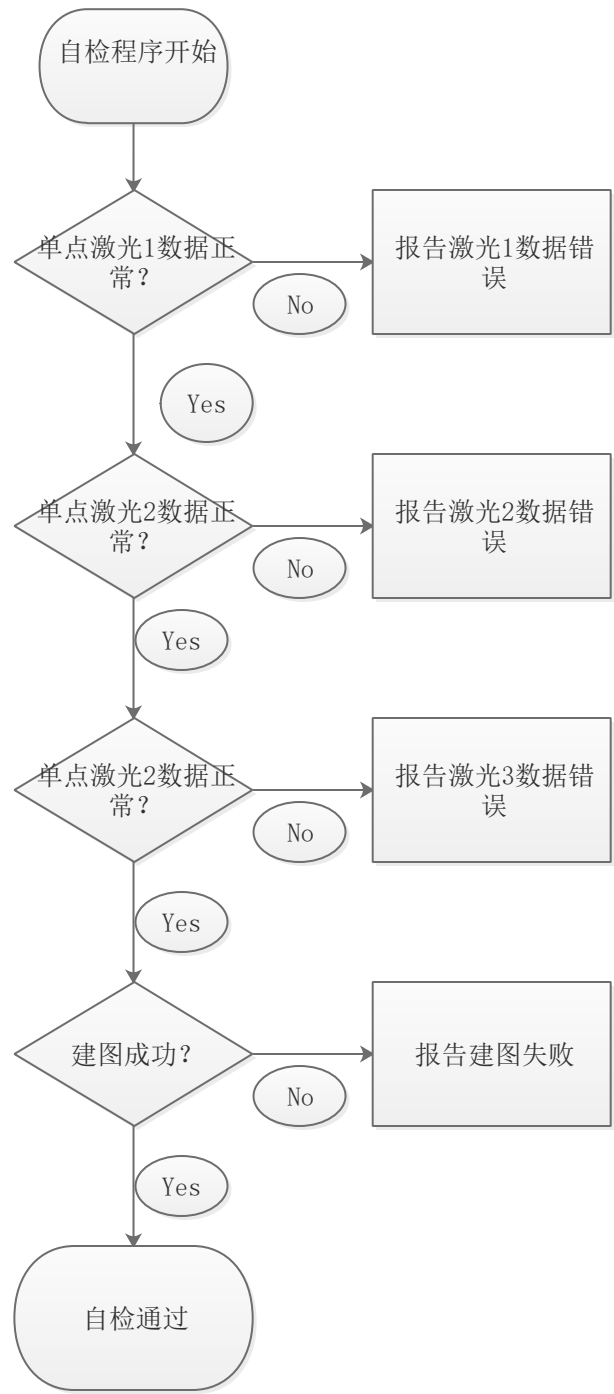 自检程序开始
单点激光1数据正
常?
报告激光1数据错
误
No
Yes
单点激光2数据正
常?
报告激光2数据错
误
No
Yes
单点激光2数据正
常?
报告激光3数据错
误
No
Yes
建图成功?
报告建图失败
No
Yes
自检通过